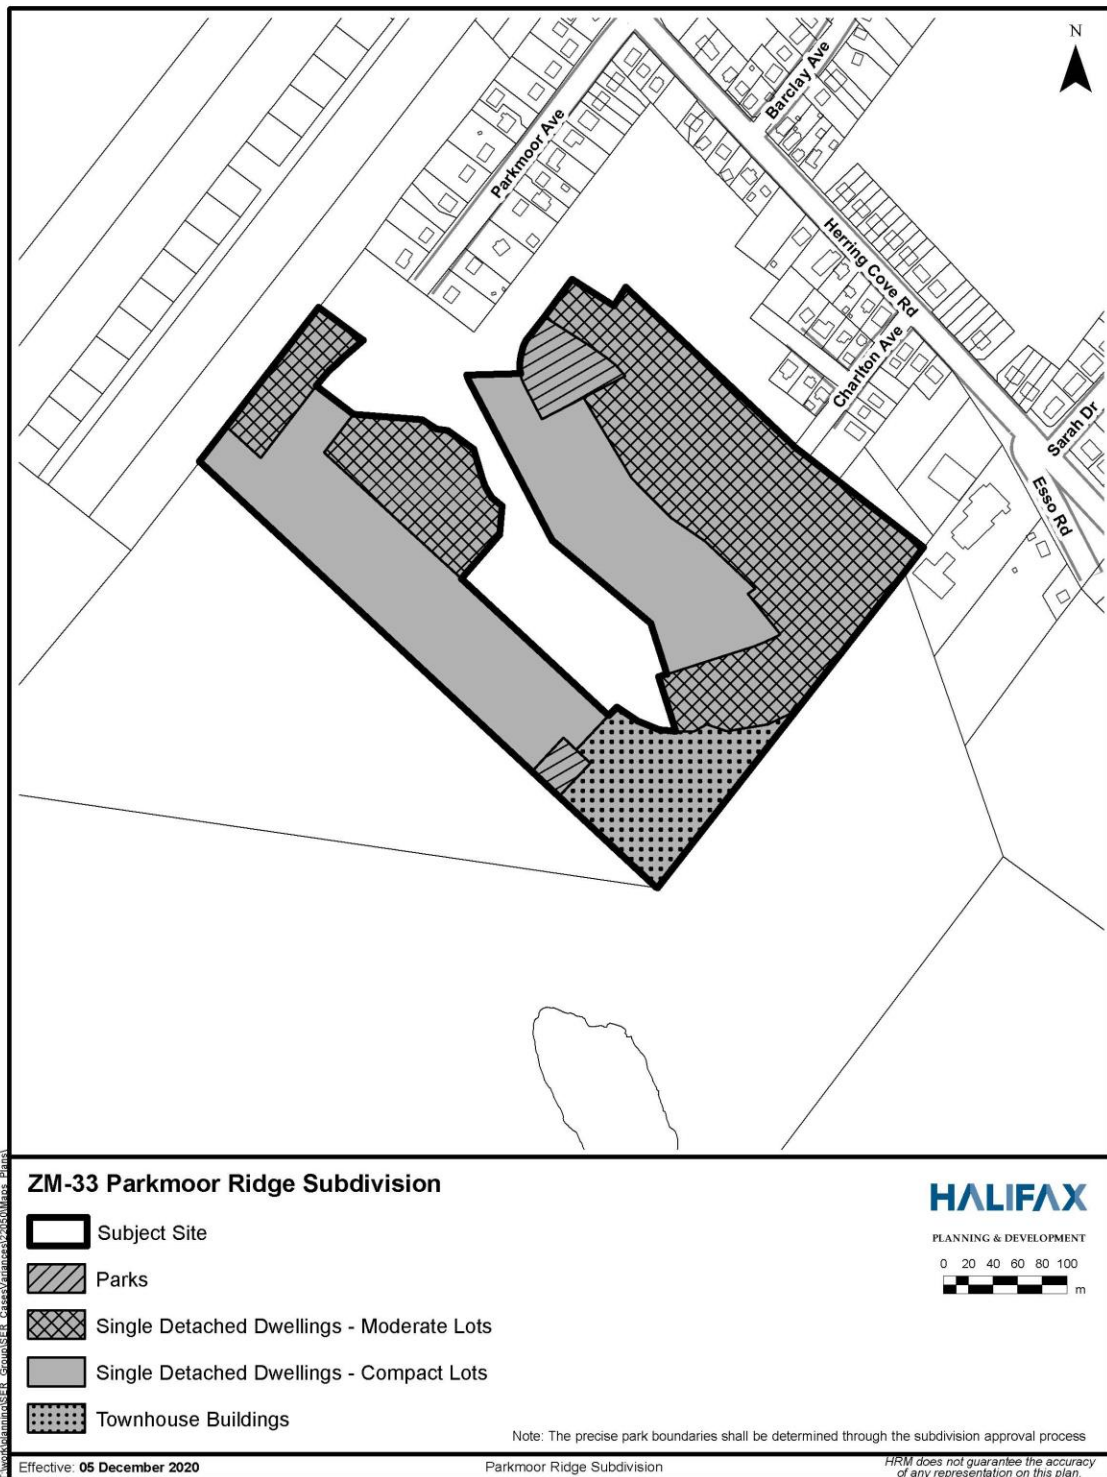 N
Barclay Ave
Parkmoor Ave
Herring Cove Rd
Charlton Ave
Sarah Dr
Esso Rd
ZM-33 Parkmoor Ridge Subdivision
Subject Site
Parks
Single Detached Dwellings - Moderate Lots
Single Detached Dwellings - Compact Lots
Townhouse Buildings
HALIFAX
PLANNING & DEVELOPMENT
0 20 40 60 80 100
m
Note: The precise park boundaries shall be determined through the subdivision approval process
Effective: 05 December 2020
Parkmoor Ridge Subdivision
HRM does not guarantee the accuracy
of any representation on this plan.